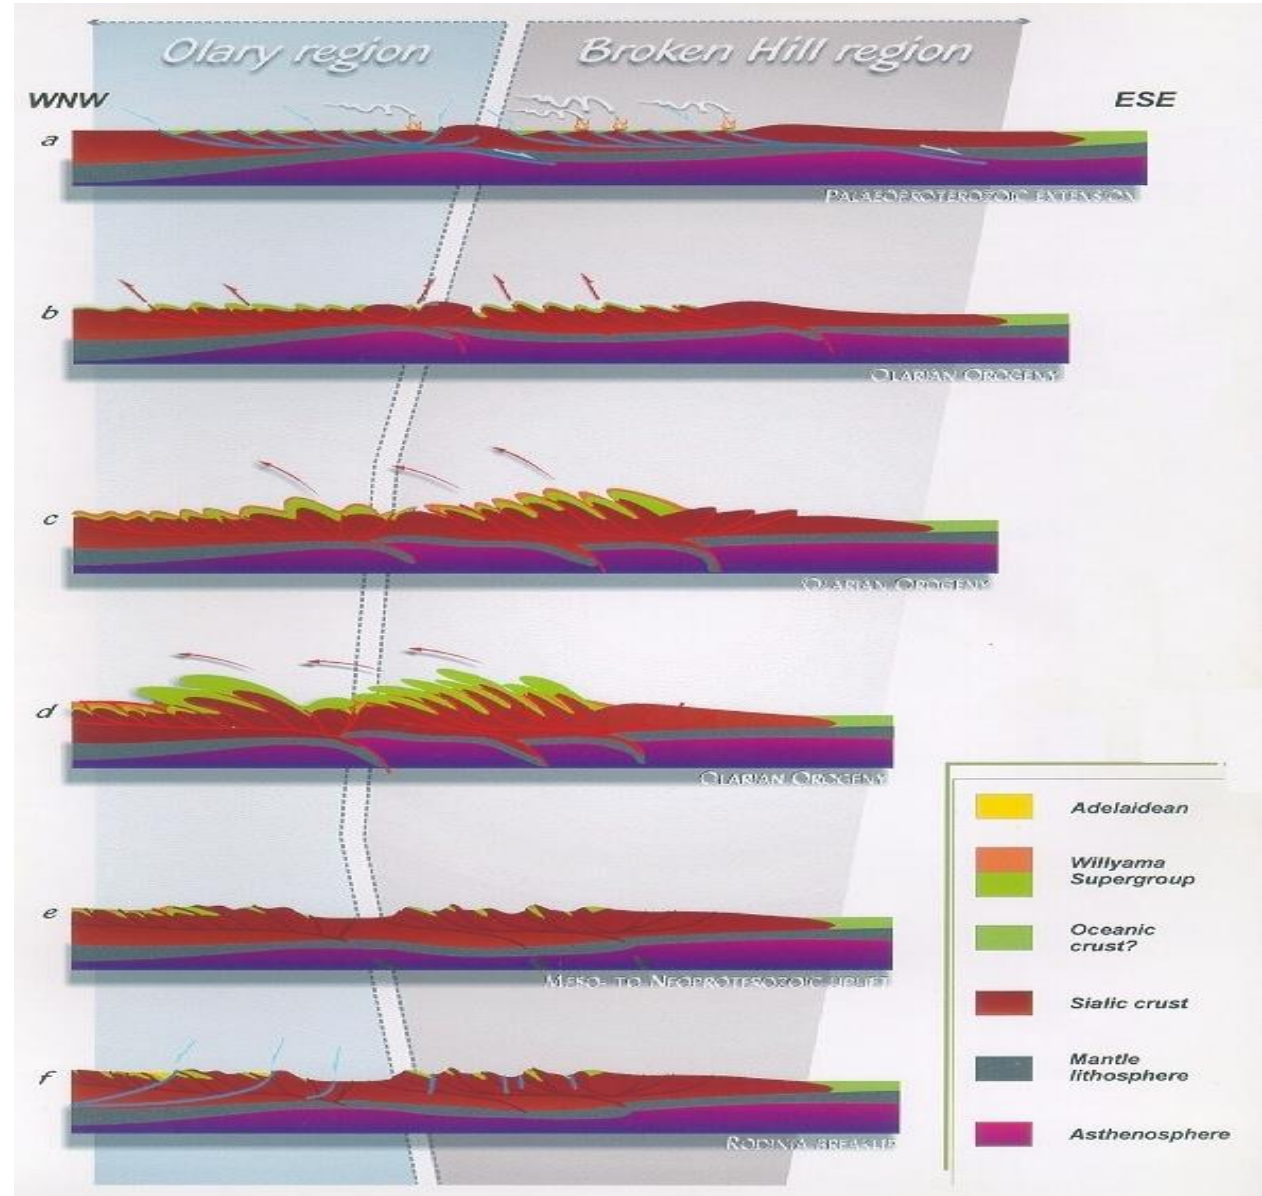 Olary region
Broken Hill region
WNW
ESE
a
PALAEOPROTEROZOIC EXTENSION
b
OLARIAN OROGENY
c
OLARIAN OROGENY
d
OLARIAN OROGENY
e
MESO- TO NEOPROTEROZOIC UPLIFT
f
RODINIA BREAKUP
Adelaidean
Willyama
Supergroup
Oceanic
crust?
Sialic crust
Mantle
lithosphere
Asthenosphere